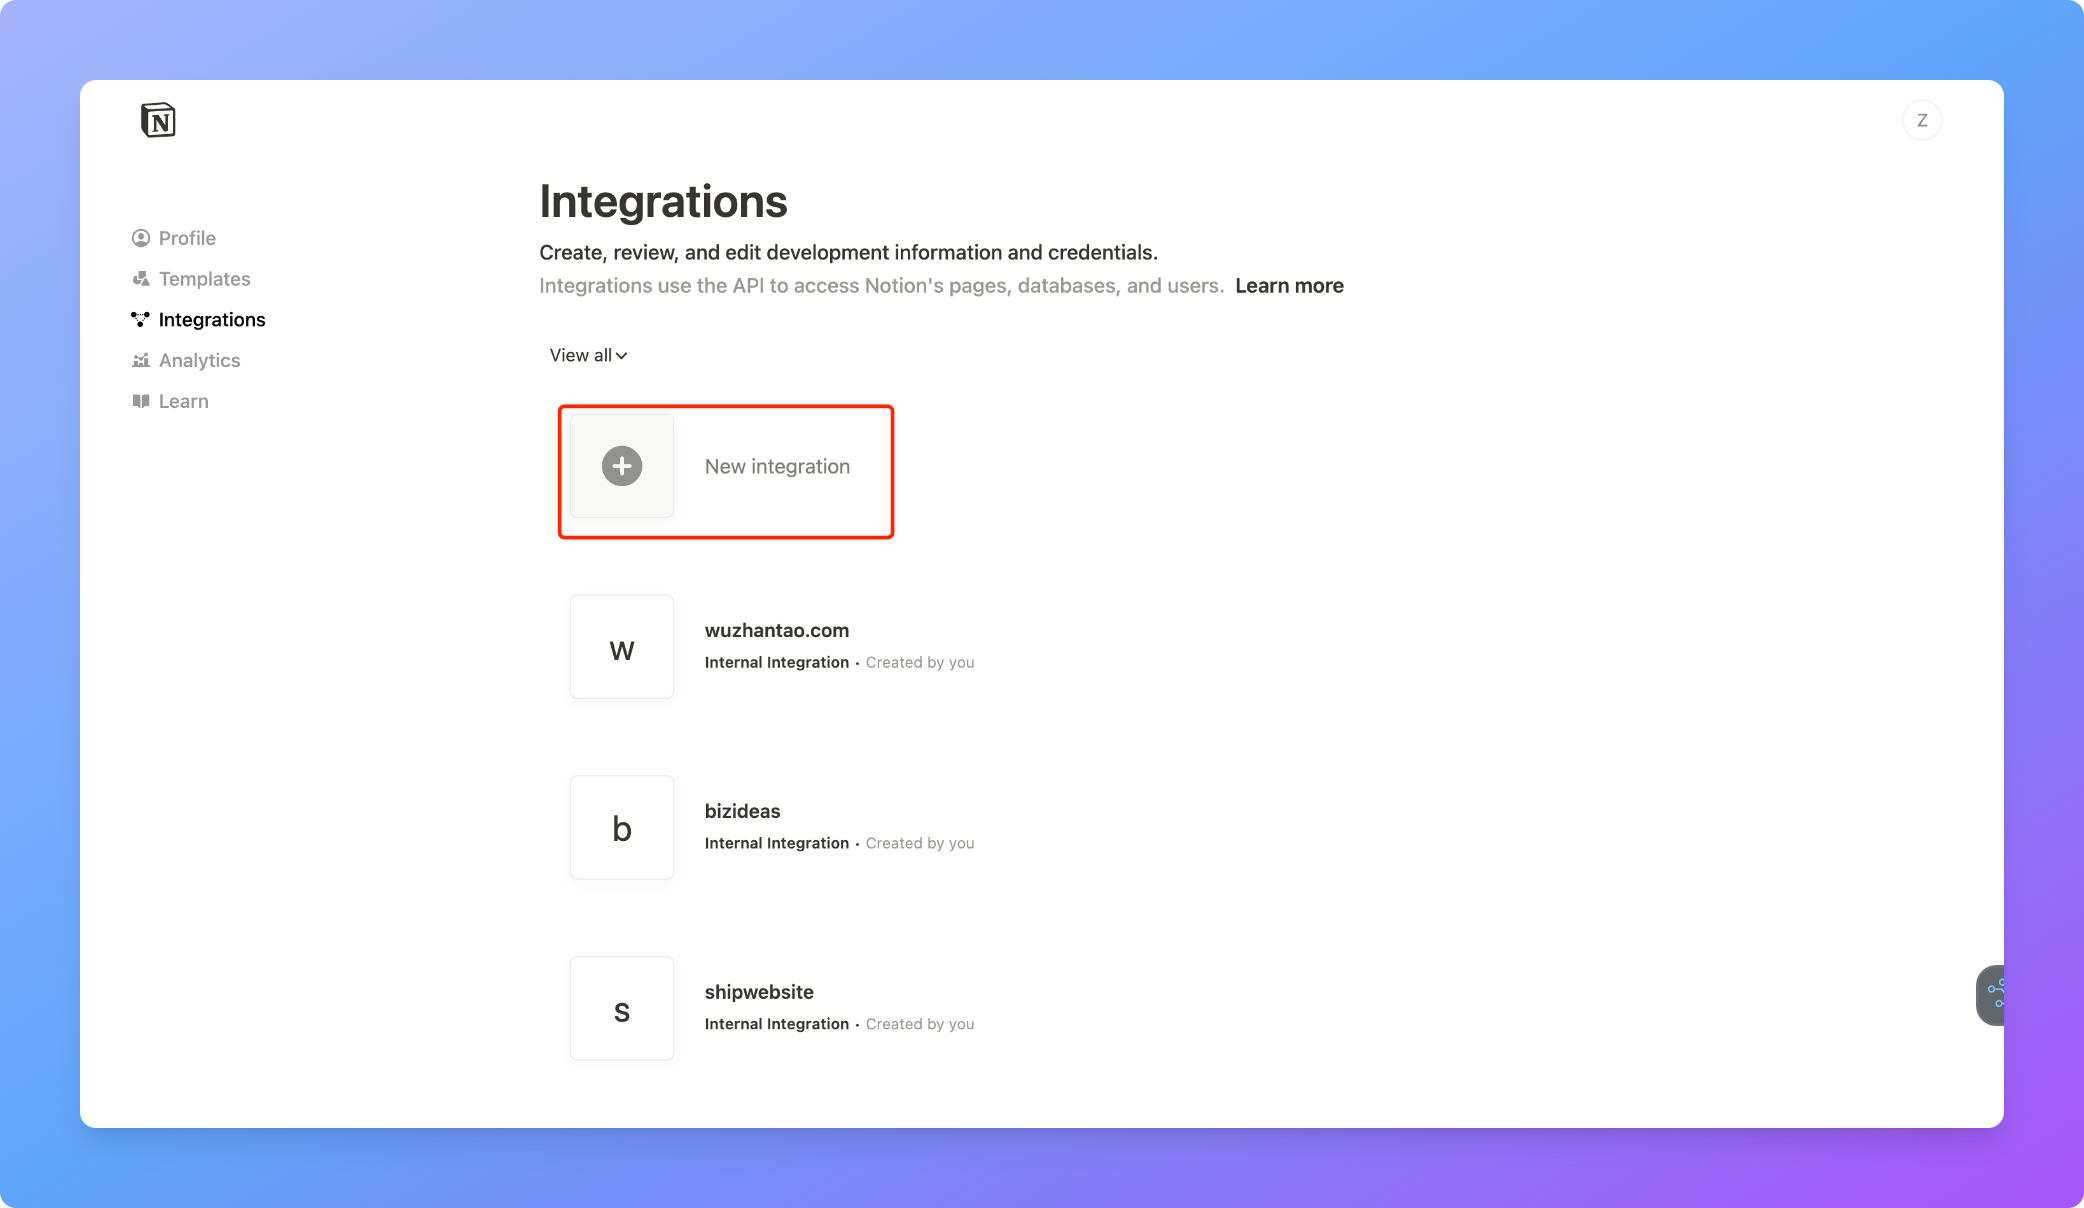 N
Z
Profile
Templates
Integrations
Analytics
Learn
Integrations
Create, review, and edit development information and credentials.
Integrations use the API to access Notion's pages, databases, and users. Learn more
View all
New integration
w
wuzhantao.com
Internal Integration • Created by you
b
bizideas
Internal Integration • Created by you
s
shipwebsite
Internal Integration • Created by you